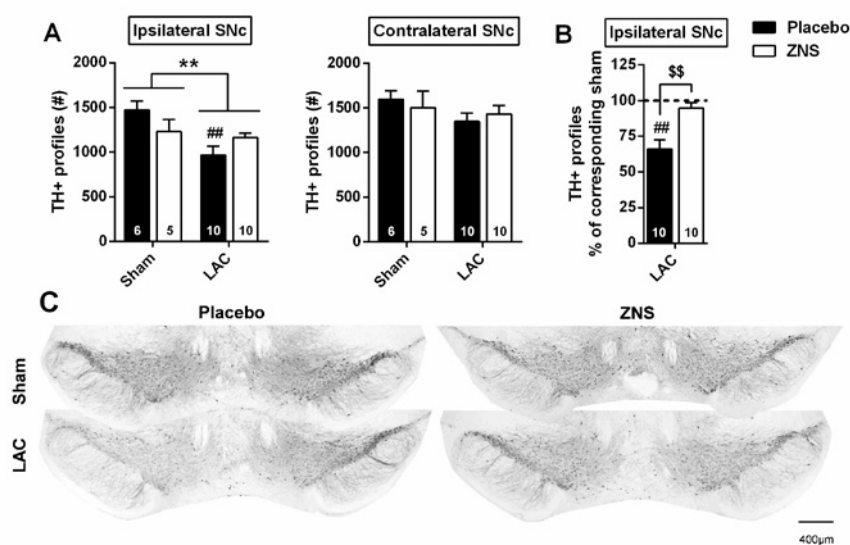 A
Ipsilateral SNc
TH+ profiles (#)
2000
1500
1000
500
0
**
##
6
5
10
10
Sham
LAC
Contralateral SNc
TH+ profiles (#)
2000
1500
1000
500
0
6
5
10
10
Sham
LAC
B
Ipsilateral SNc
TH+ profiles
% of corresponding sham
125
100
75
50
25
0
$$
##
10
10
LAC
Placebo
ZNS
C
Placebo
ZNS
Sham
LAC
400µm